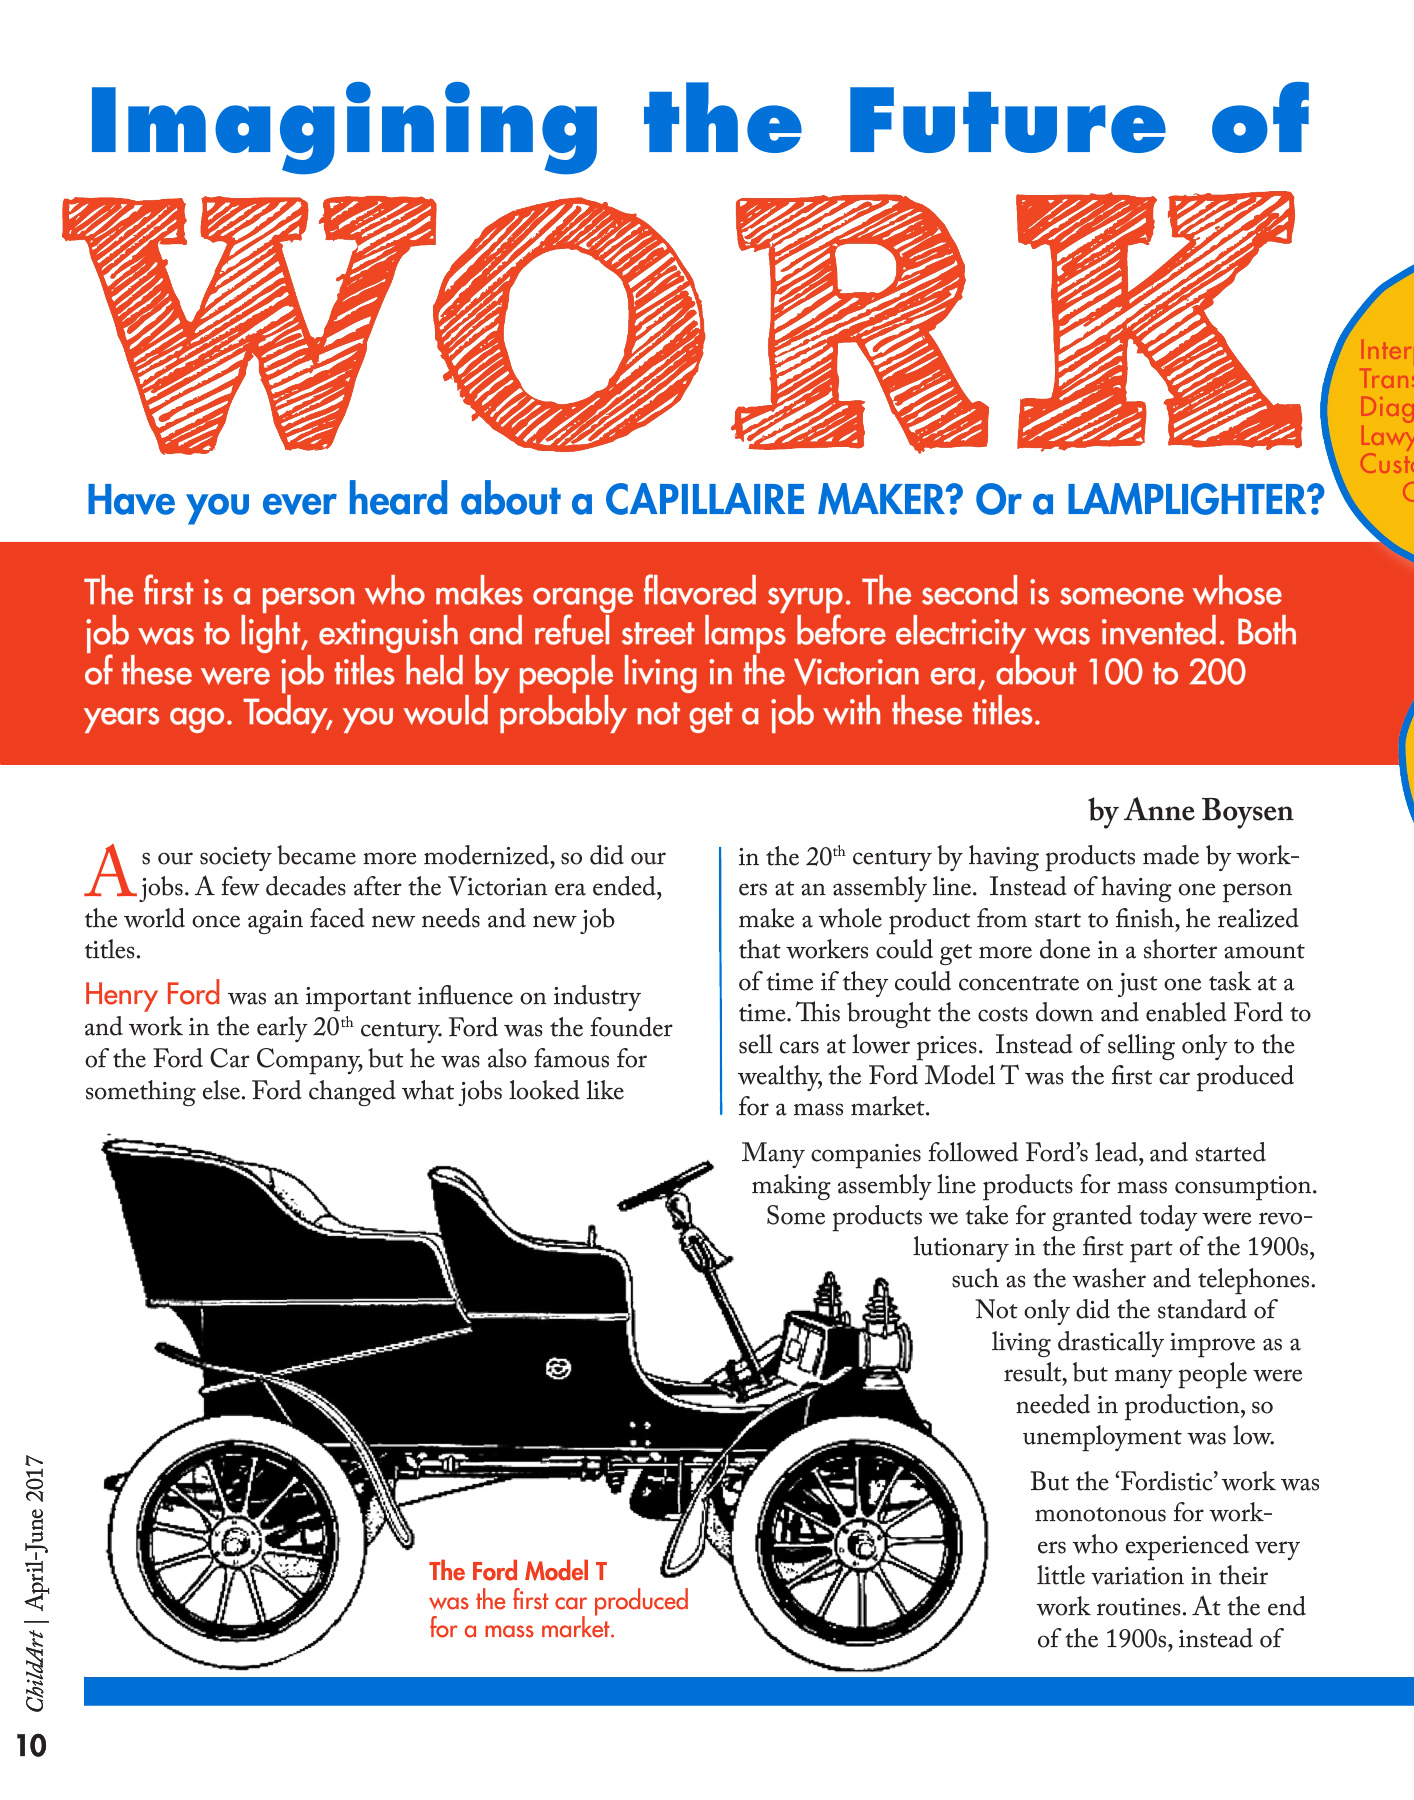 Imagining the Future of
WORK
Have you ever heard about a CAPILLAIRE MAKER? Or a LAMPLIGHTER?
The first is a person who makes orange flavored syrup. The second is someone whose
job was to light, extinguish and refuel street lamps before electricity was invented. Both
of these were job titles held by people living in the Victorian era, about 100 to 200
years ago. Today, you would probably not get a job with these titles.
by Anne Boysen
As our society became more modernized, so did our
jobs. A few decades after the Victorian era ended,
the world once again faced new needs and new job
titles.
Henry Ford was an important influence on industry
and work in the early 20th century. Ford was the founder
of the Ford Car Company, but he was also famous for
something else. Ford changed what jobs looked like
in the 20th century by having products made by work-
ers at an assembly line.  Instead of having one person
make a whole product from start to finish, he realized
that workers could get more done in a shorter amount
of time if they could concentrate on just one task at a
time. This brought the costs down and enabled Ford to
sell cars at lower prices.  Instead of selling only to the
wealthy, the Ford Model T was the first car produced
for a mass market.
Many companies followed Ford's lead, and started
making assembly line products for mass consumption.
Some products we take for granted today were revo-
lutionary in the first part of the 1900s,
such as the washer and telephones.
Not only did the standard of
living drastically improve as a
result, but many people were
needed in production, so
unemployment was low.
But the 'Fordistic' work was
monotonous for work-
ers who experienced very
little variation in their
work routines. At the end
of the 1900s, instead of
The Ford Model T
was the first car produced
for a mass market.
Inter
Trans
Diag
Lawy
Custo
ChildArt | April-June 2017
10